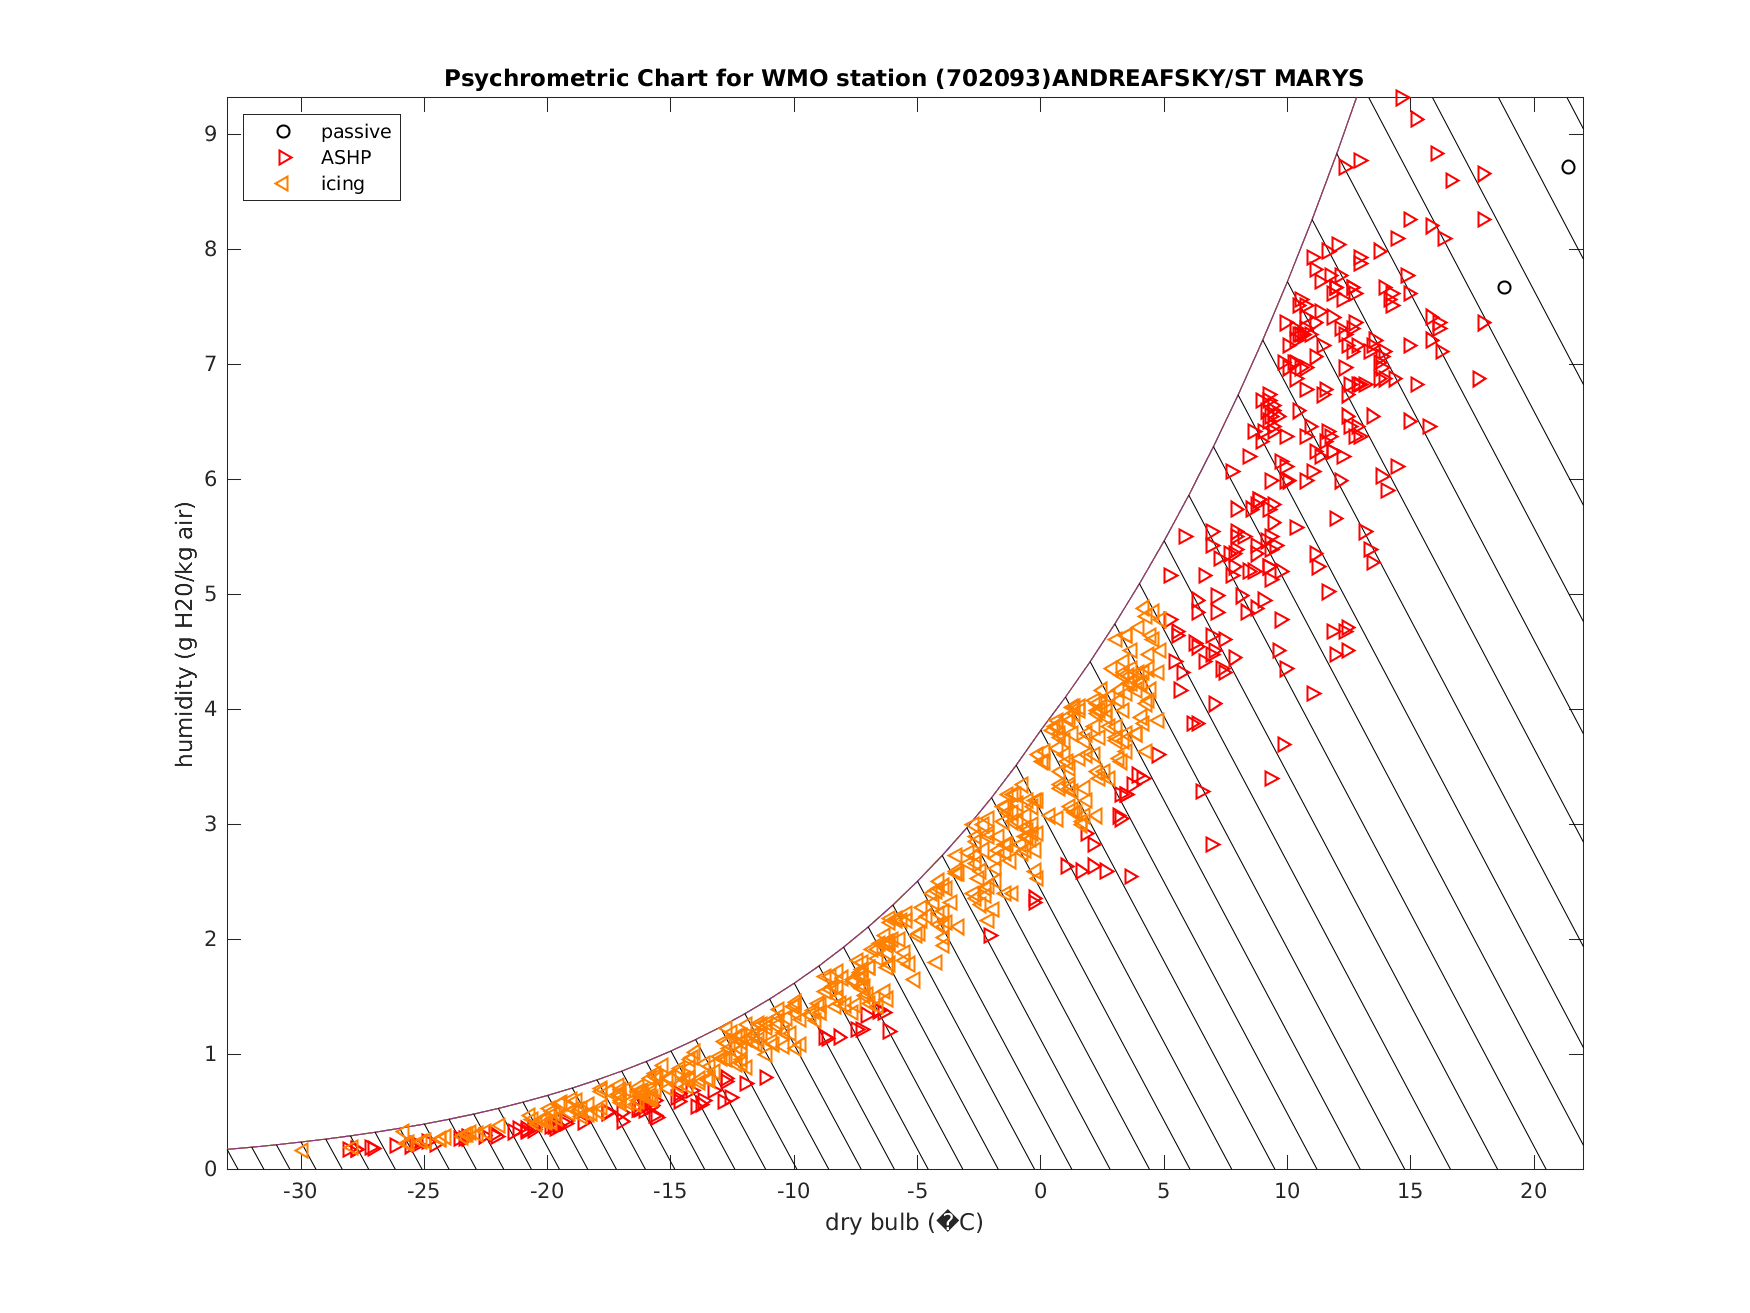 Psychrometric Chart for WMO station (702093)ANDREAFSKY/ST MARYS
passive
ASHP
icing
9
8
7
6
5
4
3
2
1
0
humidity (g H20/kg air)
-30 -25 -20 -15 -10 -5 0 5 10 15 20
dry bulb (�C)